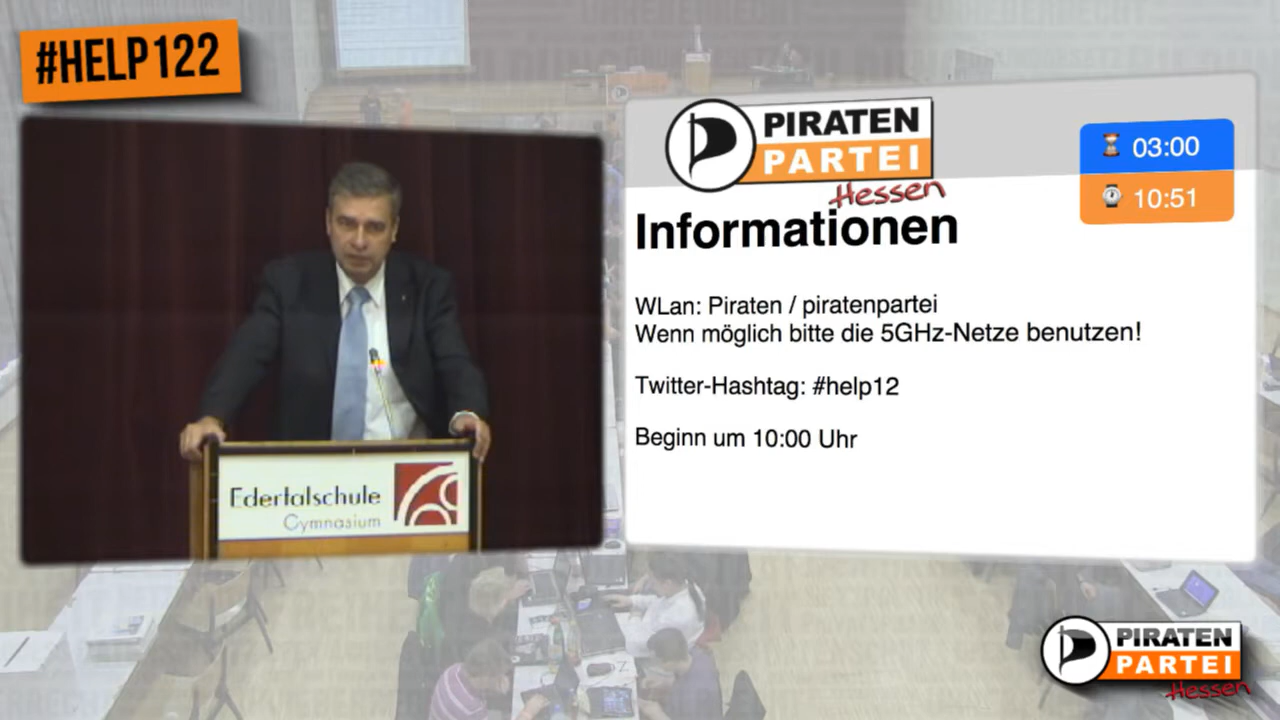 #HELP122
PIRATEN
PARTEI
Hessen
03:00
10:51
Informationen
WLan: Piraten / piratenpartei
Wenn möglich bitte die 5GHz-Netze benutzen!
Twitter-Hashtag: #help12
Beginn um 10:00 Uhr
Edertalschule
Gymnasium
PIRATEN
PARTEI
Hessen